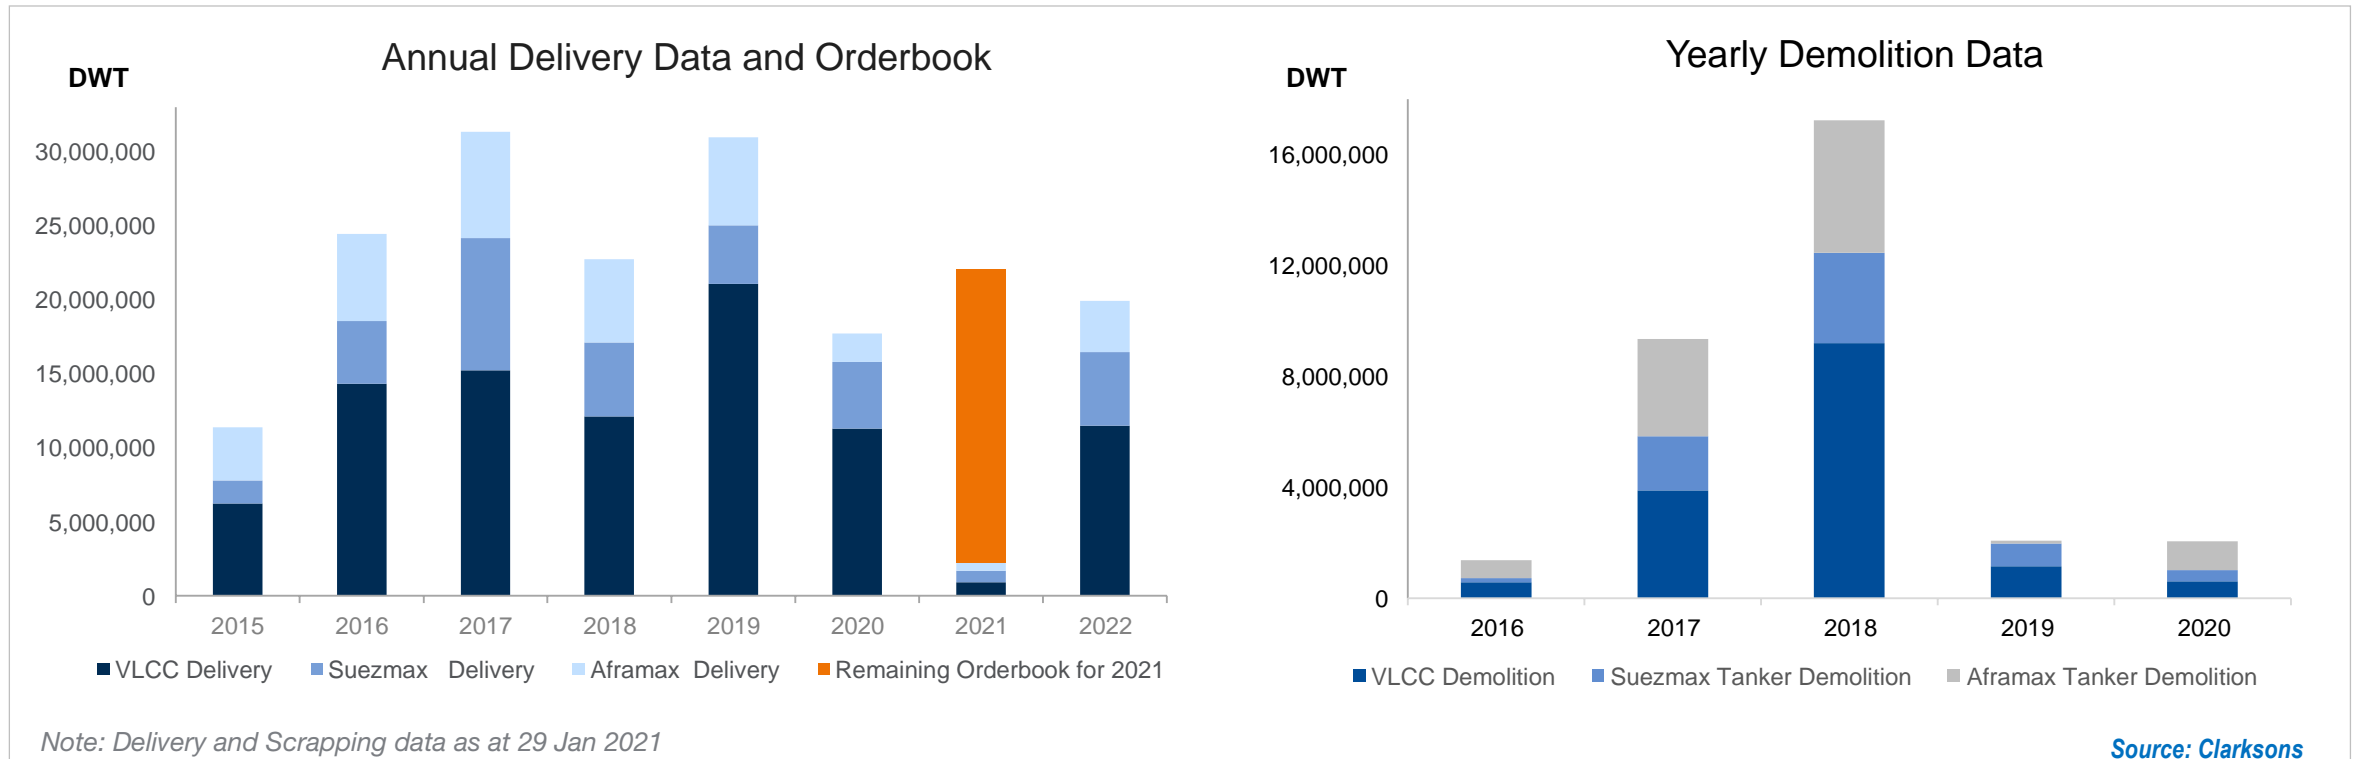 Annual Delivery Data and Orderbook
DWT
30,000,000
25,000,000
20,000,000
15,000,000
10,000,000
5,000,000
0
2015 2016 2017 2018 2019 2020 2021 2022
VLCC Delivery Suezmax Delivery Aframax Delivery Remaining Orderbook for 2021
Yearly Demolition Data
DWT
16,000,000
12,000,000
8,000,000
4,000,000
0
2016 2017 2018 2019 2020
VLCC Demolition Suezmax Tanker Demolition Aframax Tanker Demolition
Note: Delivery and Scrapping data as at 29 Jan 2021
Source: Clarksons